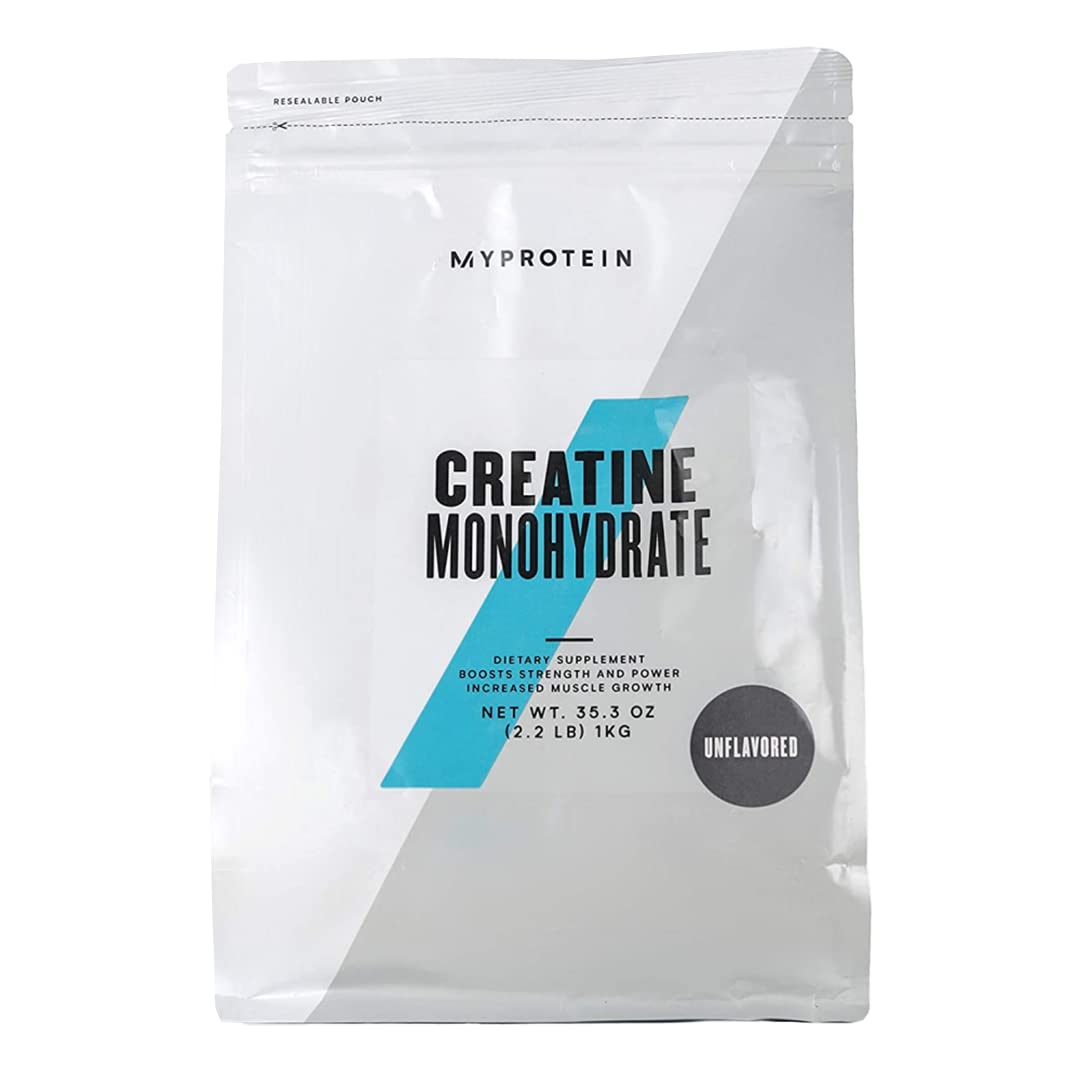 RESEALABLE POUCH
MYPROTEIN
CREATINE
MONOHYDRATE
DIETARY SUPPLEMENT
BOOSTS STRENGTH AND POWER
INCREASED MUSCLE GROWTH
NET WT. 35.3 OZ
(2.2 LB) 1KG
UNFLAVORED